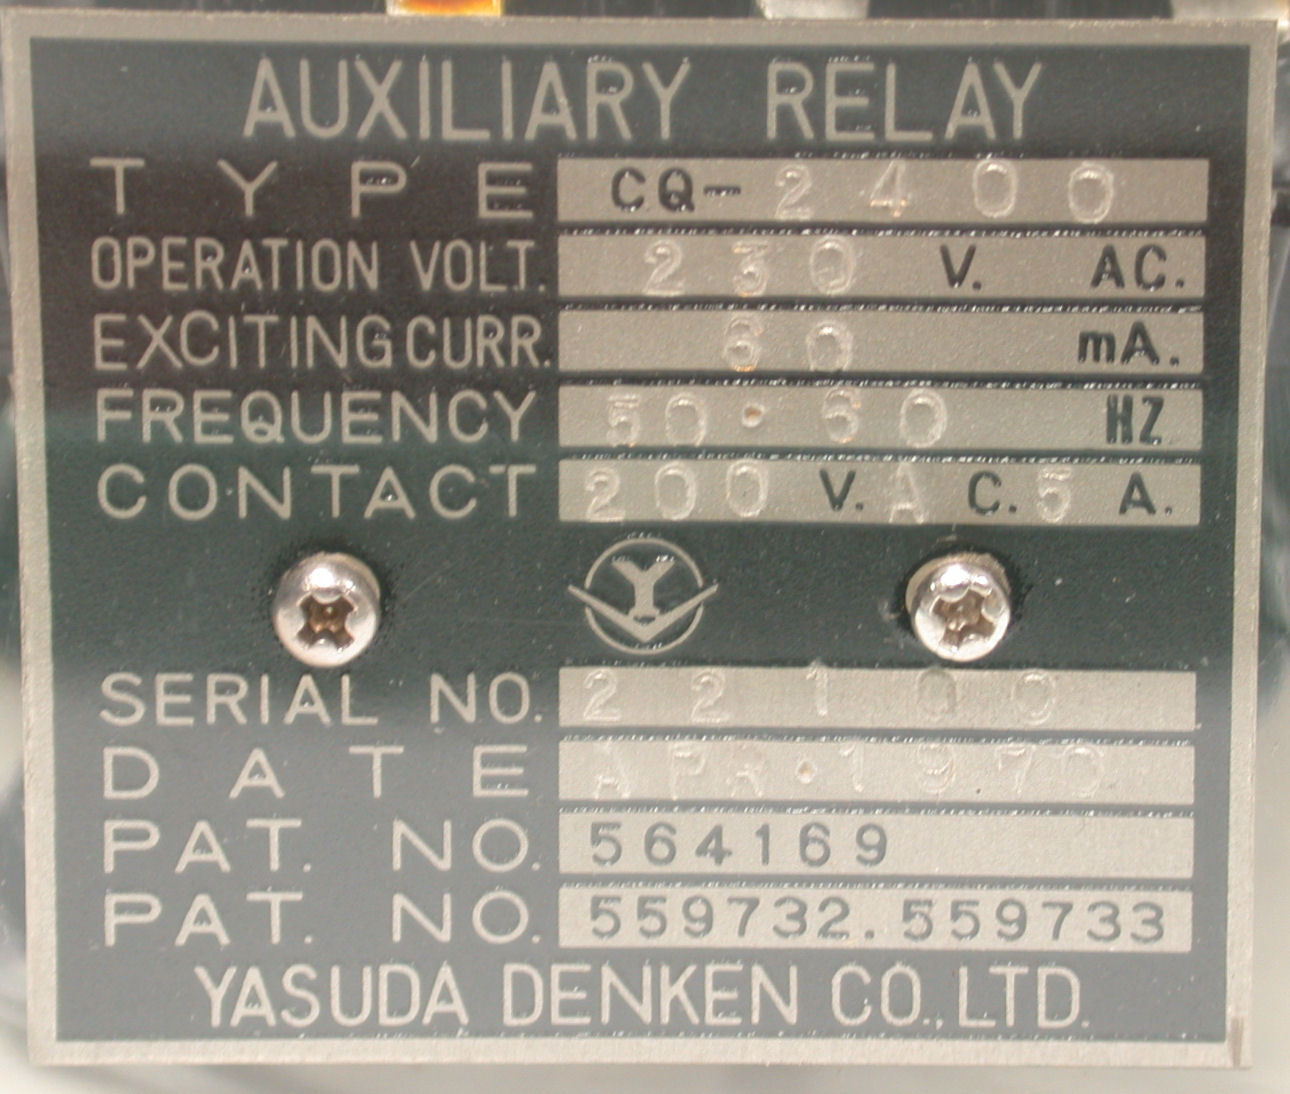 AUXILIARY RELAY
TYPE CQ-2400
OPERATION VOLT. 230 V. AC.
EXCITING CURR. 60 mA.
FREQUENCY 50·60 HZ
CONTACT 200 V. AC. 5 A.
SERIAL NO. 22100
DATE APR·1970
PAT. NO. 564169
PAT. NO. 559732.559733
YASUDA DENKEN CO., LTD.